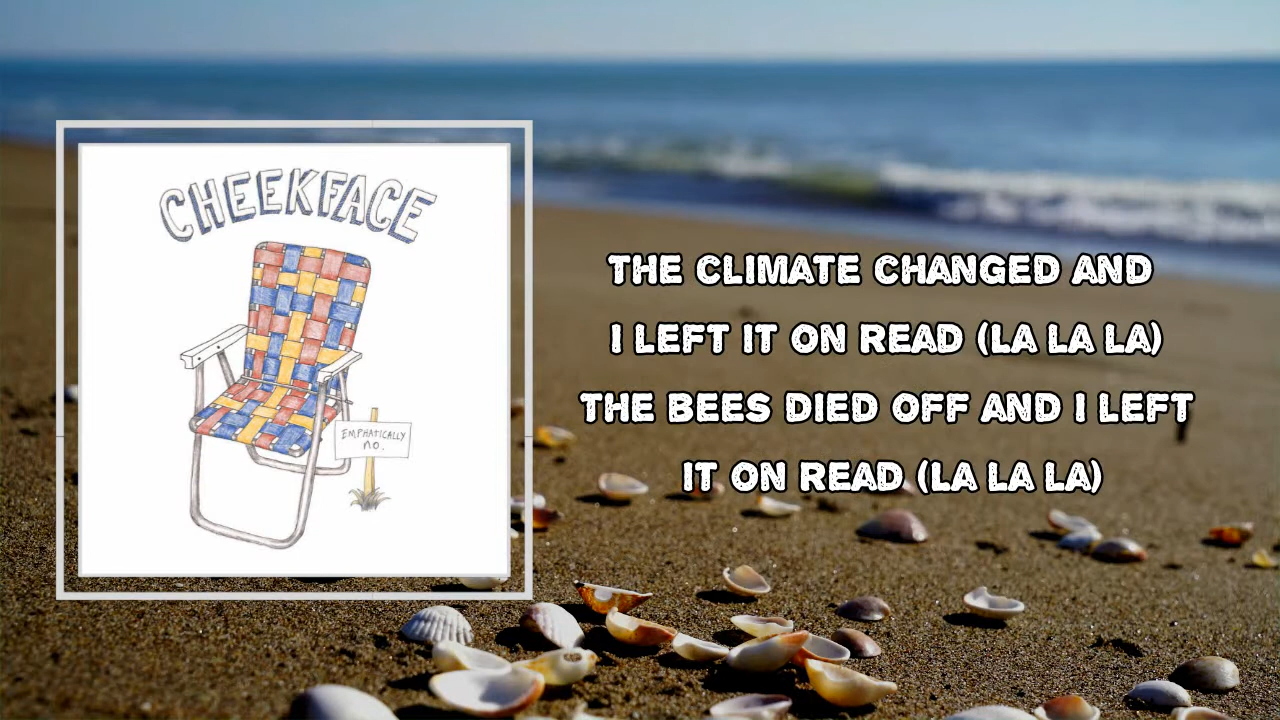 CHEEKFACE
EMPHATICALLY
NO.
THE CLIMATE CHANGED AND
I LEFT IT ON READ (LA LA LA)
THE BEES DIED OFF AND I LEFT
IT ON READ (LA LA LA)